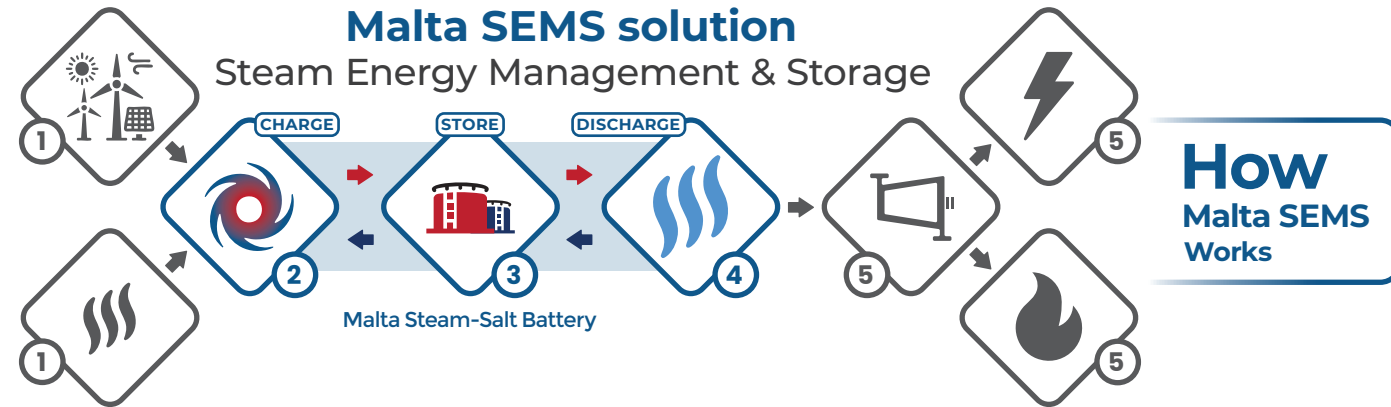 Malta SEMS solution
Steam Energy Management & Storage
1
CHARGE
STORE
DISCHARGE
5
How
Malta SEMS
Works
2
3
4
5
1
5
Malta Steam-Salt Battery